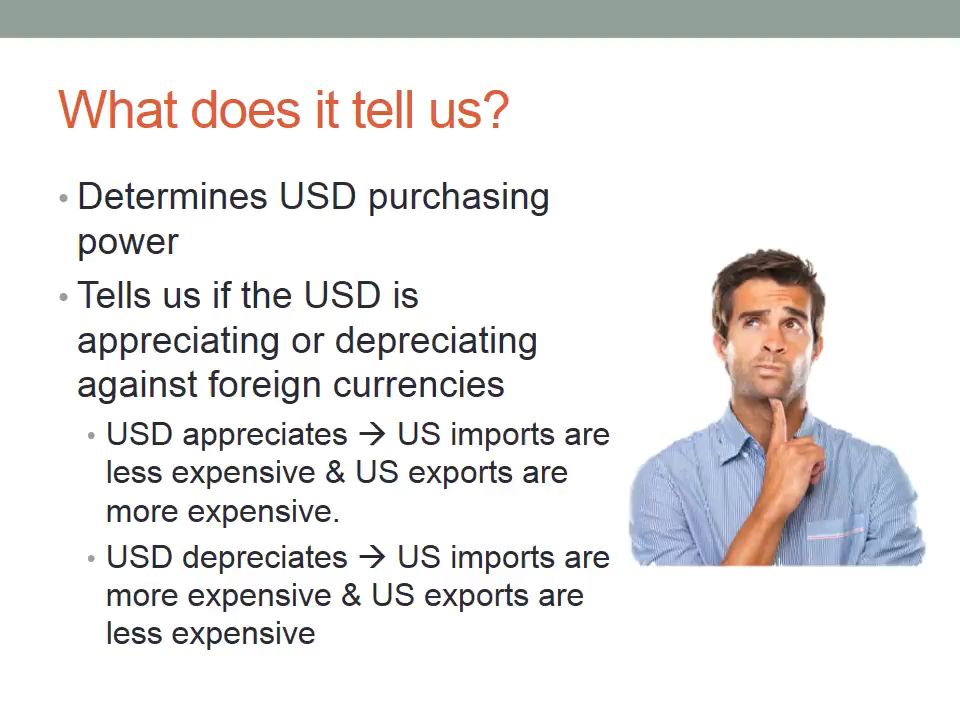 What does it tell us?
• Determines USD purchasing
power
• Tells us if the USD is
appreciating or depreciating
against foreign currencies
• USD appreciates → US imports are
less expensive & US exports are
more expensive.
• USD depreciates → US imports are
more expensive & US exports are
less expensive